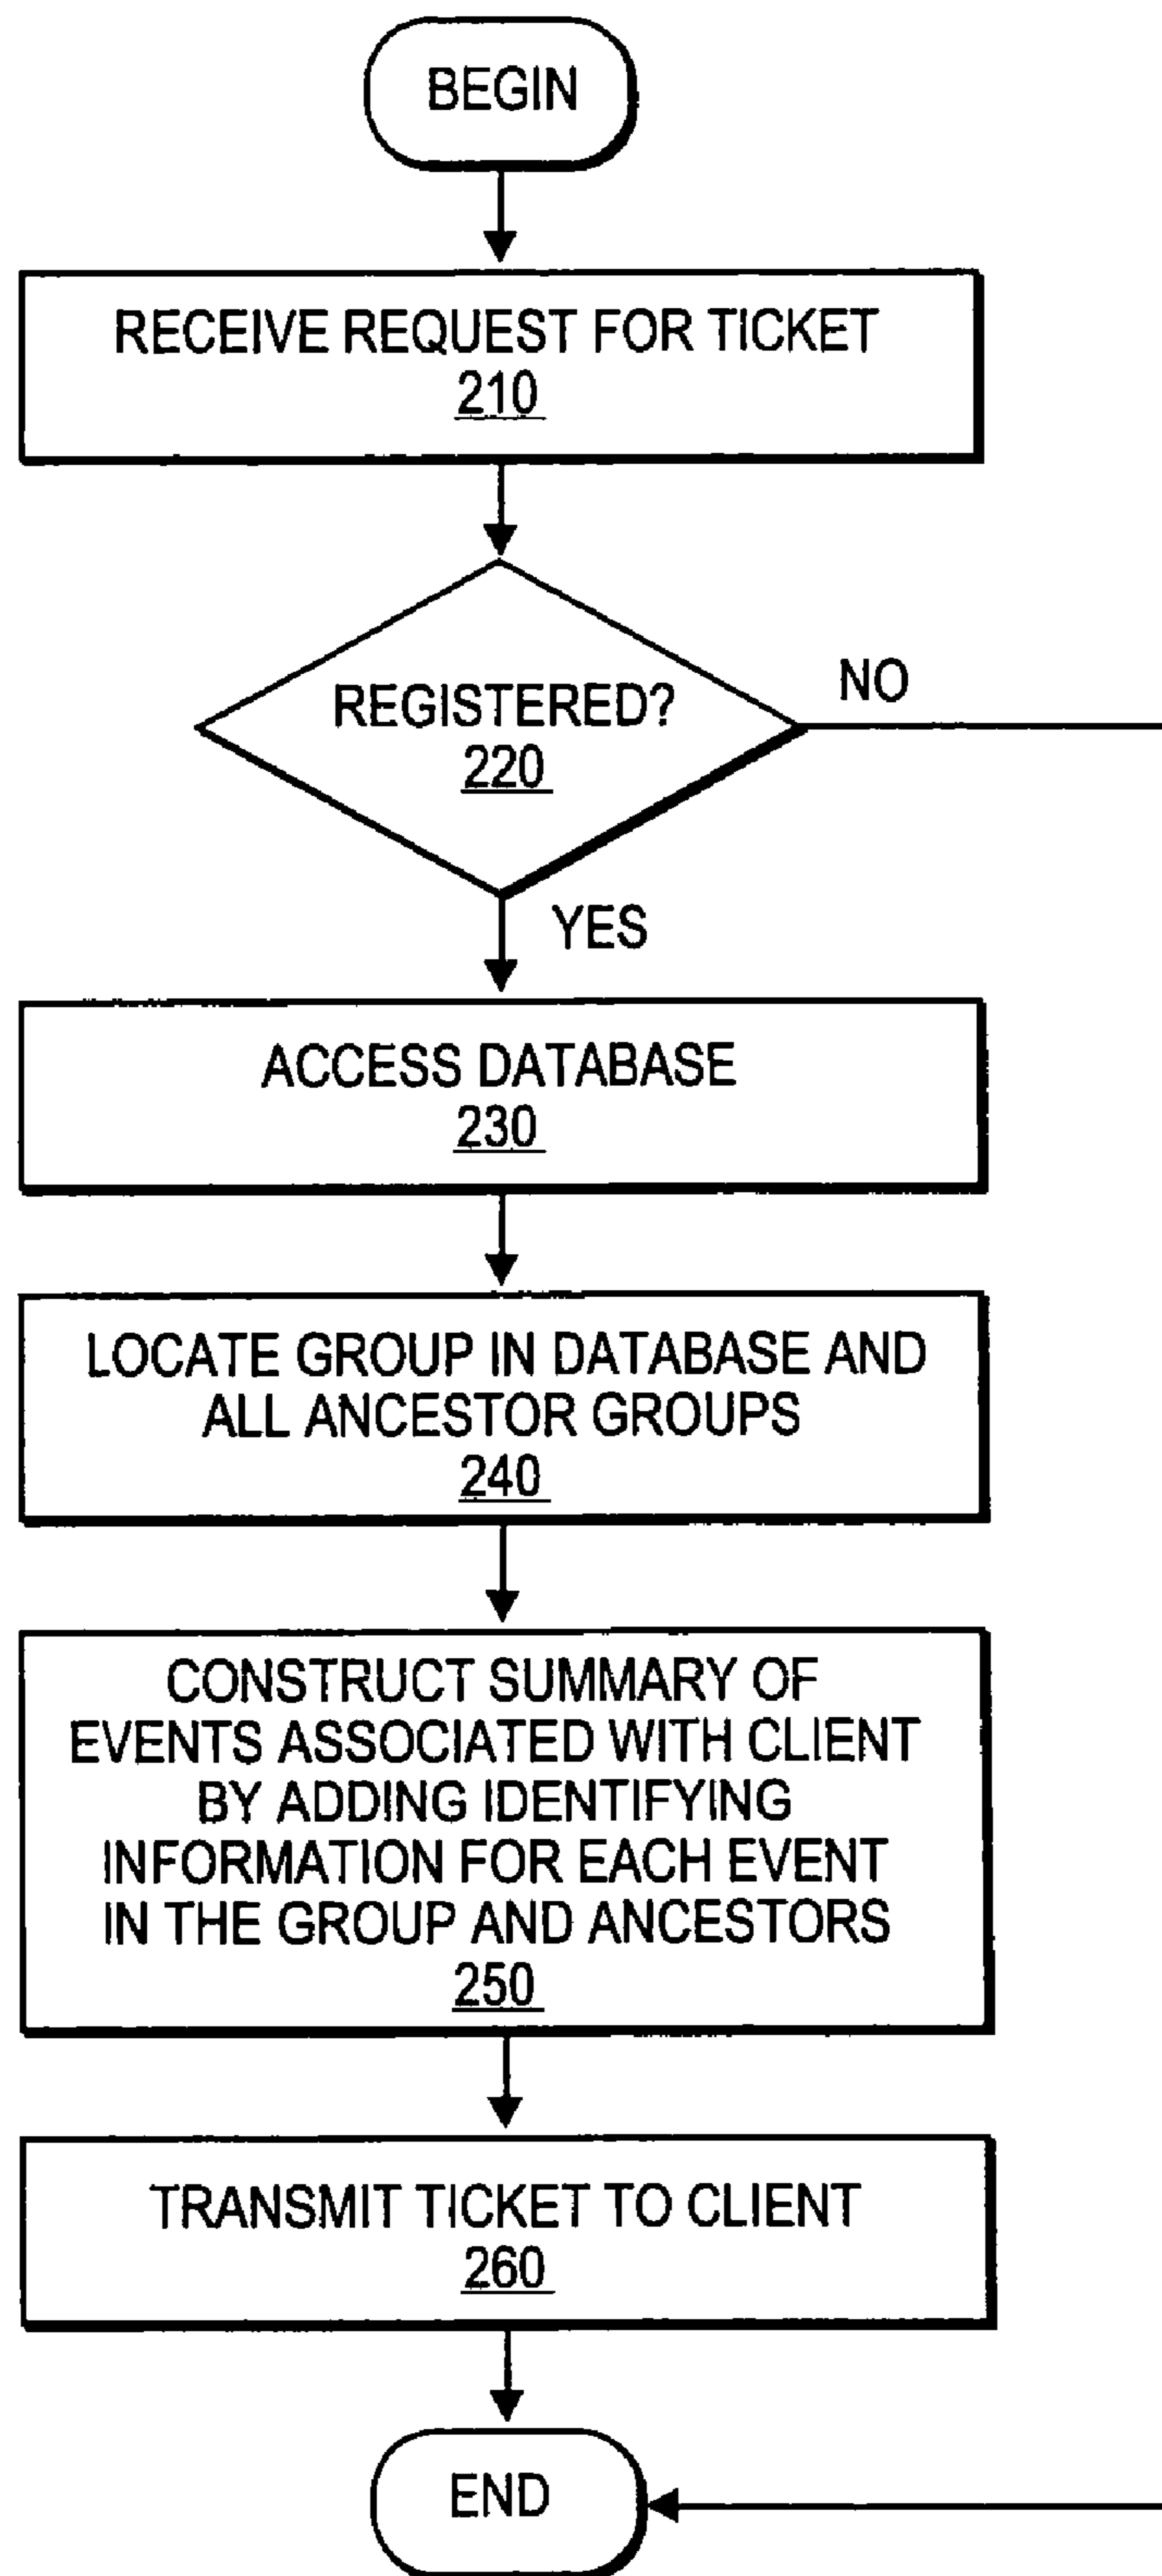 BEGIN
RECEIVE REQUEST FOR TICKET
210
REGISTERED?
220
NO
YES
ACCESS DATABASE
230
LOCATE GROUP IN DATABASE AND
ALL ANCESTOR GROUPS
240
CONSTRUCT SUMMARY OF
EVENTS ASSOCIATED WITH CLIENT
BY ADDING IDENTIFYING
INFORMATION FOR EACH EVENT
IN THE GROUP AND ANCESTORS
250
TRANSMIT TICKET TO CLIENT
260
END